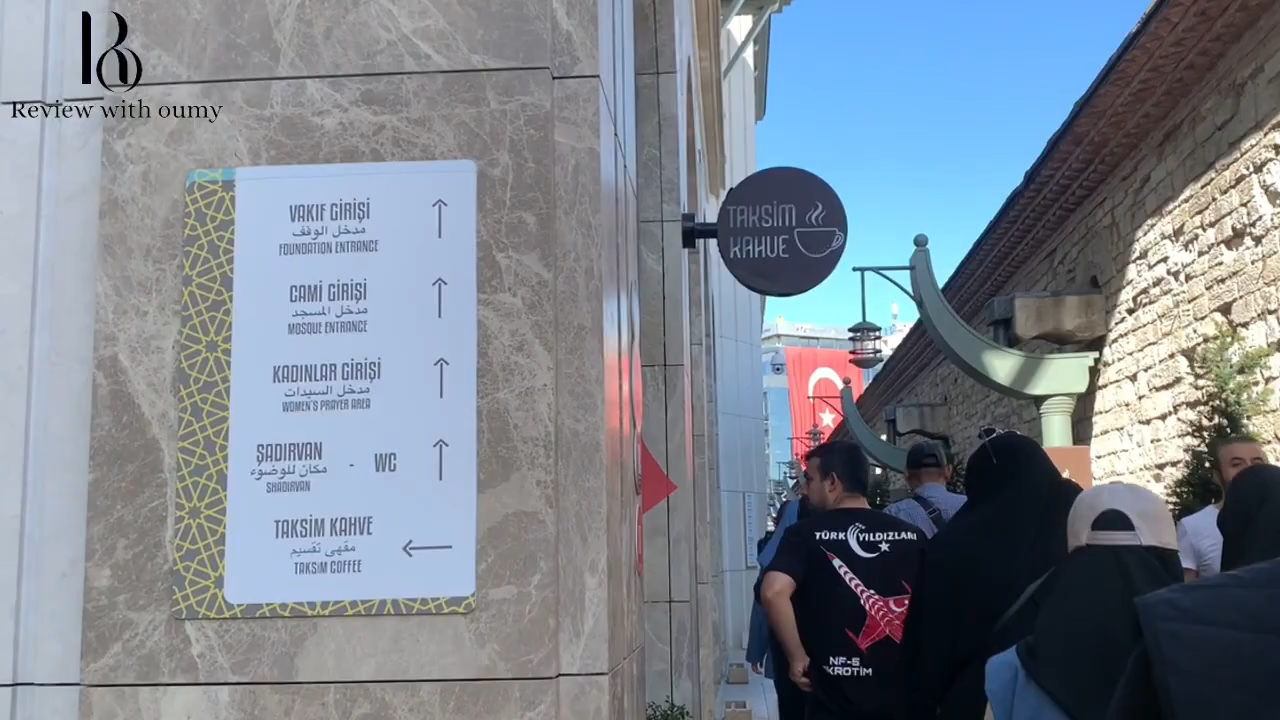 Review with oumy
VAKIF GİRİŞİ
مدخل الوقف
FOUNDATION ENTRANCE
CAMİ GİRİŞİ
مدخل المسجد
MOSQUE ENTRANCE
KADINLAR GİRİŞİ
مدخل السيدات
WOMEN'S PRAYER AREA
ŞADIRVAN - WC
مكان للوضوء
SHADIRVAN
TAKSİM KAHVE
مقهى تقسيم
TAKSiM COFFEE
TAKSİM
KAHVE
TÜRK YILDIZLARI
NF-5
AKROTİM